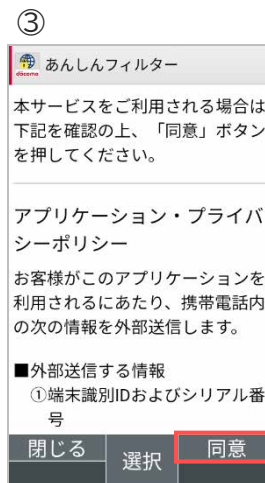 ③
döcomo
あんしんフィルター
本サービスをご利用される場合は
下記を確認の上、「同意」ボタン
を押してください。
アプリケーション・プライバ
シーポリシー
お客様がこのアプリケーションを
利用されるにあたり、携帯電話内
の次の情報を外部送信します。
■外部送信する情報
①端末識別IDおよびシリアル番
号
閉じる 選択 同意